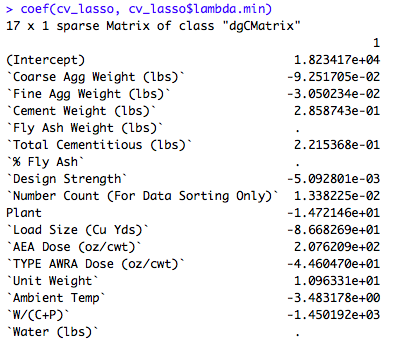 > coef(cv_lasso, cv_lasso$lambda.min)
17 x 1 sparse Matrix of class "dgCMatrix"
1
(Intercept) 1.823417e+04
`Coarse Agg Weight (lbs)` -9.251705e-02
`Fine Agg Weight (lbs)` -3.050234e-02
`Cement Weight (lbs)` 2.858743e-01
`Fly Ash Weight (lbs)` .
`Total Cementitious (lbs)` 2.215368e-01
`% Fly Ash` .
`Design Strength` -5.092801e-03
`Number Count (For Data Sorting Only)` 1.338225e-02
Plant -1.472146e+01
`Load Size (Cu Yds)` -8.668269e+01
`AEA Dose (oz/cwt)` 2.076209e+02
`TYPE AWRA Dose (oz/cwt)` -4.460470e+01
`Unit Weight` 1.096331e+01
`Ambient Temp` -3.483178e+00
`W/(C+P)` -1.450192e+03
`Water (lbs)` .